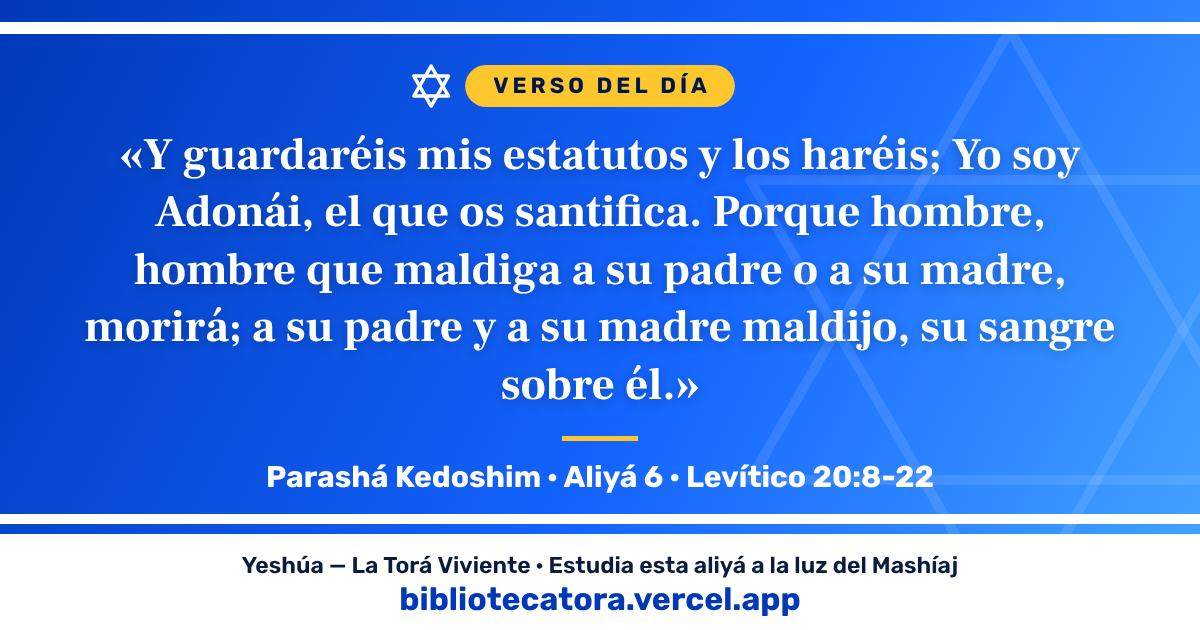 VERSO DEL DÍA
«Y guardaréis mis estatutos y los haréis; Yo soy
Adonái, el que os santifica. Porque hombre,
hombre que maldiga a su padre o a su madre,
morirá; a su padre y a su madre maldijo, su sangre
sobre él.»
Parashá Kedoshim • Aliyá 6 • Levítico 20:8-22
Yeshúa — La Torá Viviente • Estudia esta aliyá a la luz del Mashíaj
bibliotecatora.vercel.app